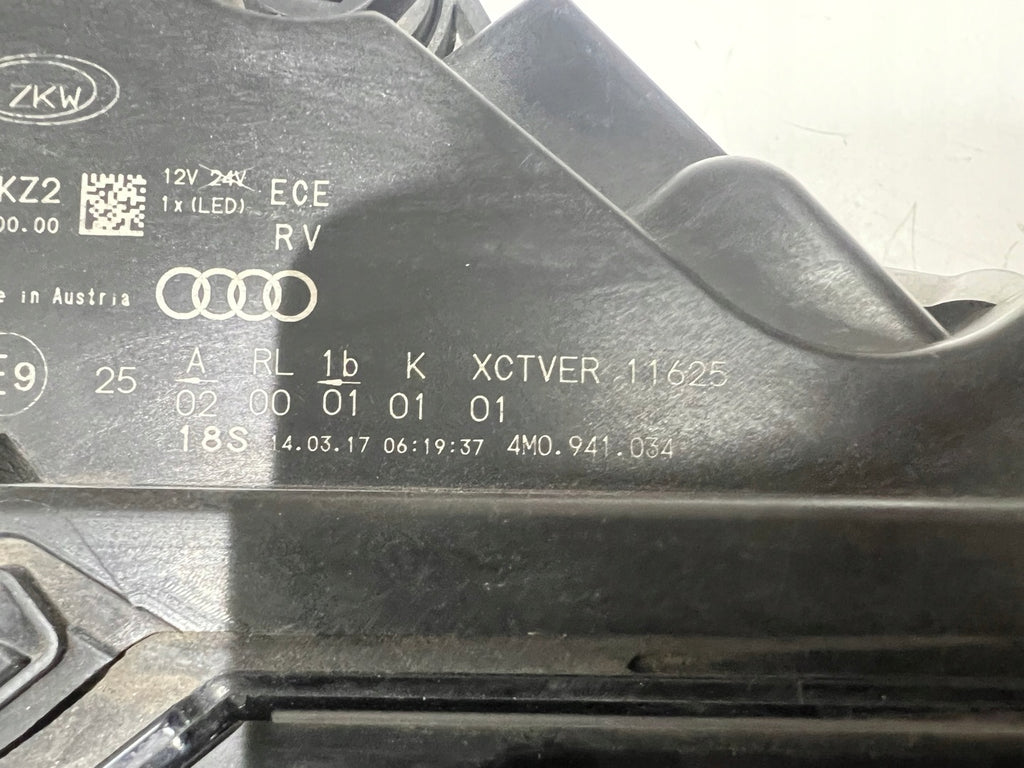 ZKW
KZ2
12V 24V ECE
1x(LED)
00.00
RV
in Austria
E9 25 A RL 1b K XCTVER 11625
02 00 01 01 01
18S 14.03.17 06:19:37 4M0.941.034